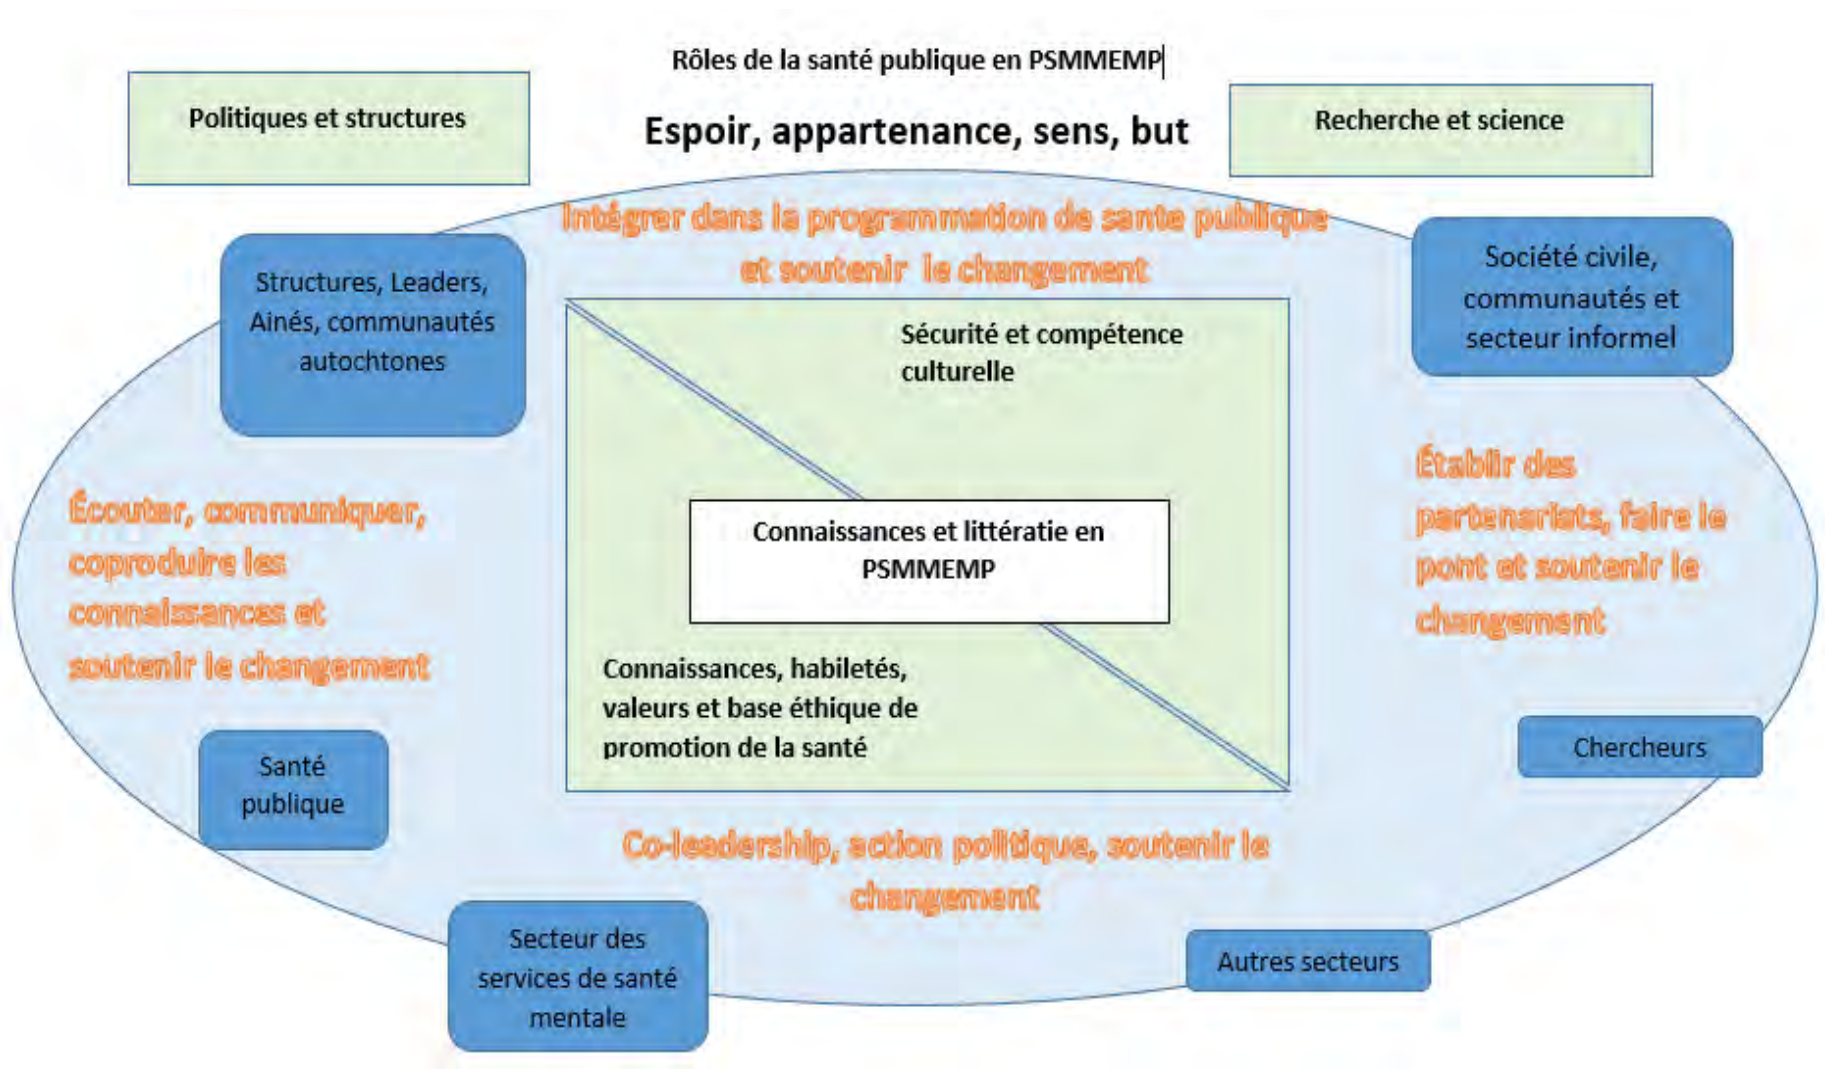 Rôles de la santé publique en PSMMEMP
Politiques et structures
Espoir, appartenance, sens, but
Recherche et science
Intégrer dans la programmation de sante publique
et soutenir le changement
Structures, Leaders,
Ainés, communautés
autochtones
Société civile,
communautés et
secteur informel
Sécurité et compétence
culturelle
Écouter, communiquer,
coproduire les
connaissances et
soutenir le changement
Connaissances et littératie en
PSMMEMP
Établir des
partenariats, faire le
pont et soutenir le
changement
Connaissances, habiletés,
valeurs et base éthique de
promotion de la santé
Santé
publique
Chercheurs
Co-leadership, action politique, soutenir le
changement
Secteur des
services de santé
mentale
Autres secteurs